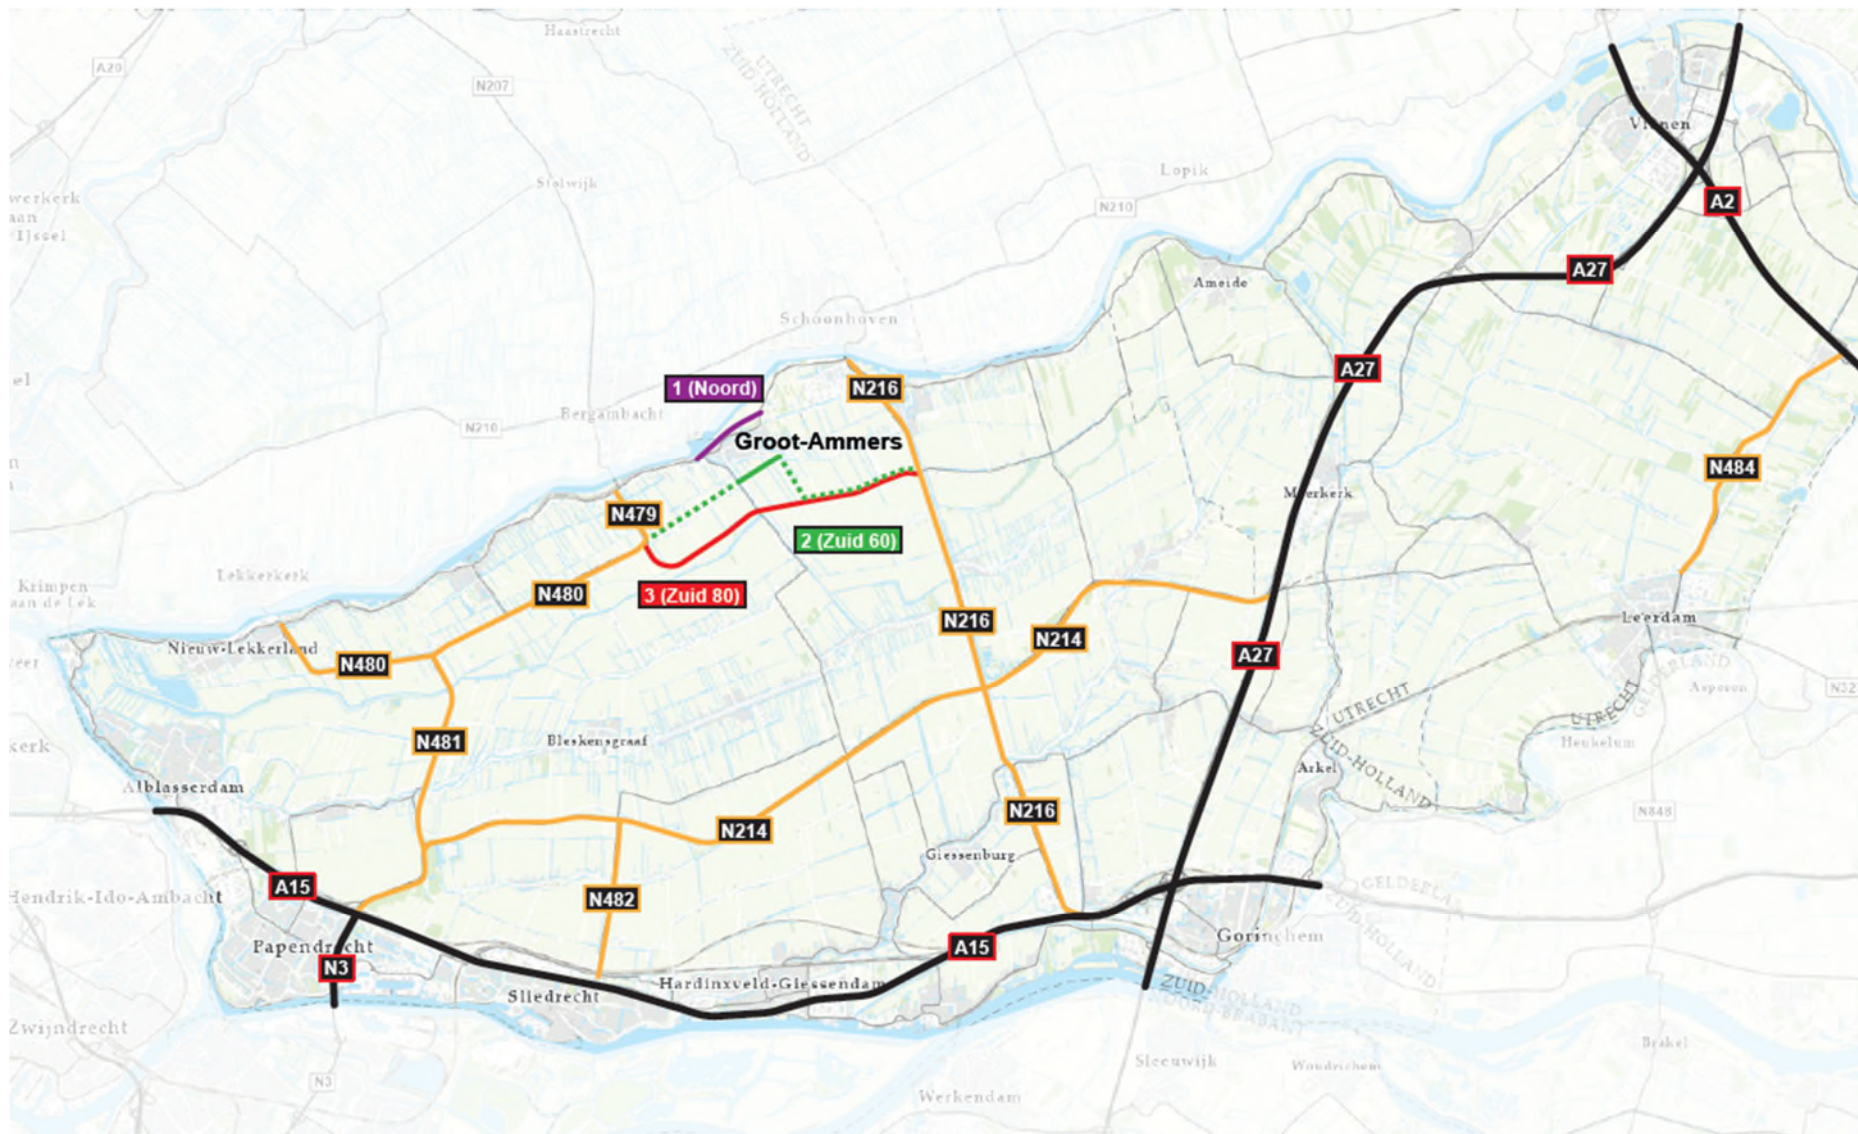 Haastrecht
A20
N207
UTRECHT
ZUID-HOLLAND
Vianen
Stolwijk
Lopik
werkerk
aan
IJssel
N210
A2
A27
Ameide
Schoonhoven
A27
el
1 (Noord)
N216
Bergambacht
N210
Groot-Ammers
N484
Meerkerk
N479
2 (Zuid 60)
Krimpen
aan de Lek
Lekkerkerk
N480
3 (Zuid 80)
N216
Leerdam
N214
Nieuw-Lekkerland
N480
A27
GELDERLAND
UTRECHT
Asperen
N32
UTRECHT
ZUID-HOLLAND
kerk
N481
Bleskensgraaf
Heukelum
Arkel
Alblasserdam
N216
N848
N214
Giessenburg
A15
N482
Hendrik-Ido-Ambacht
GELDERLA
ZUID-HOLLAND
Papendrecht
A15
Gorinchem
N3
Sliedrecht
Hardinxveld-Giessendam
ZUID-HOLLAND
NOORD-BRABANT
Zwijndrecht
Brakel
Sleeuwijk
Woudrichem
N3
Werkendam